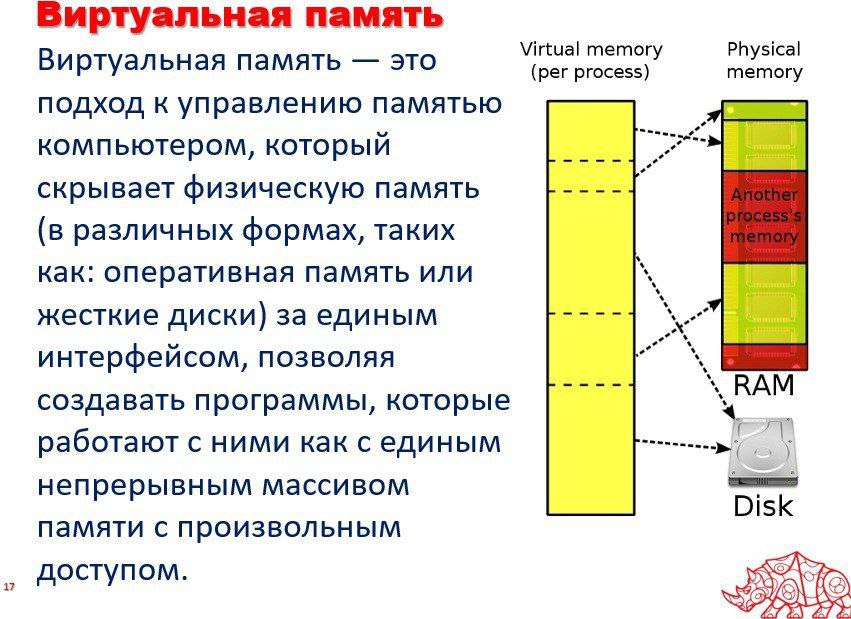 Виртуальная память
Виртуальная память — это
подход к управлению памятью
компьютером, который
скрывает физическую память
(в различных формах, таких
как: оперативная память или
жесткие диски) за единым
интерфейсом, позволяя
создавать программы, которые
работают с ними как с единым
непрерывным массивом
памяти с произвольным
доступом.
Virtual memory
(per process)
Physical
memory
Another
process's
memory
RAM
Disk
17